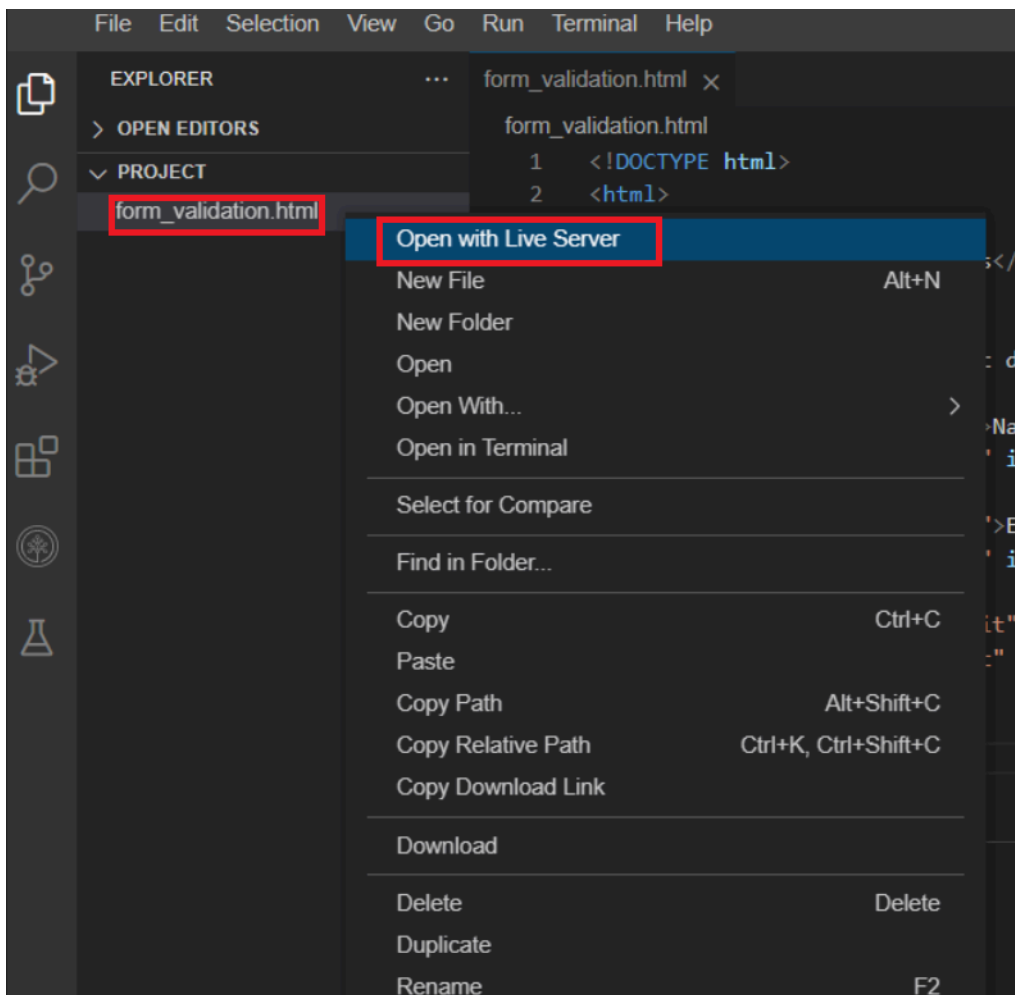 File Edit Selection View Go Run Terminal Help
EXPLORER
OPEN EDITORS
PROJECT
form_validation.html
form_validation.html
form_validation.html
1 <!DOCTYPE html>
2 <html>
Open with Live Server
New File Alt+N
New Folder
Open
Open With...
Open in Terminal
Select for Compare
Find in Folder...
Copy Ctrl+C
Paste
Copy Path Alt+Shift+C
Copy Relative Path Ctrl+K, Ctrl+Shift+C
Copy Download Link
Download
Delete Delete
Duplicate
Rename F2